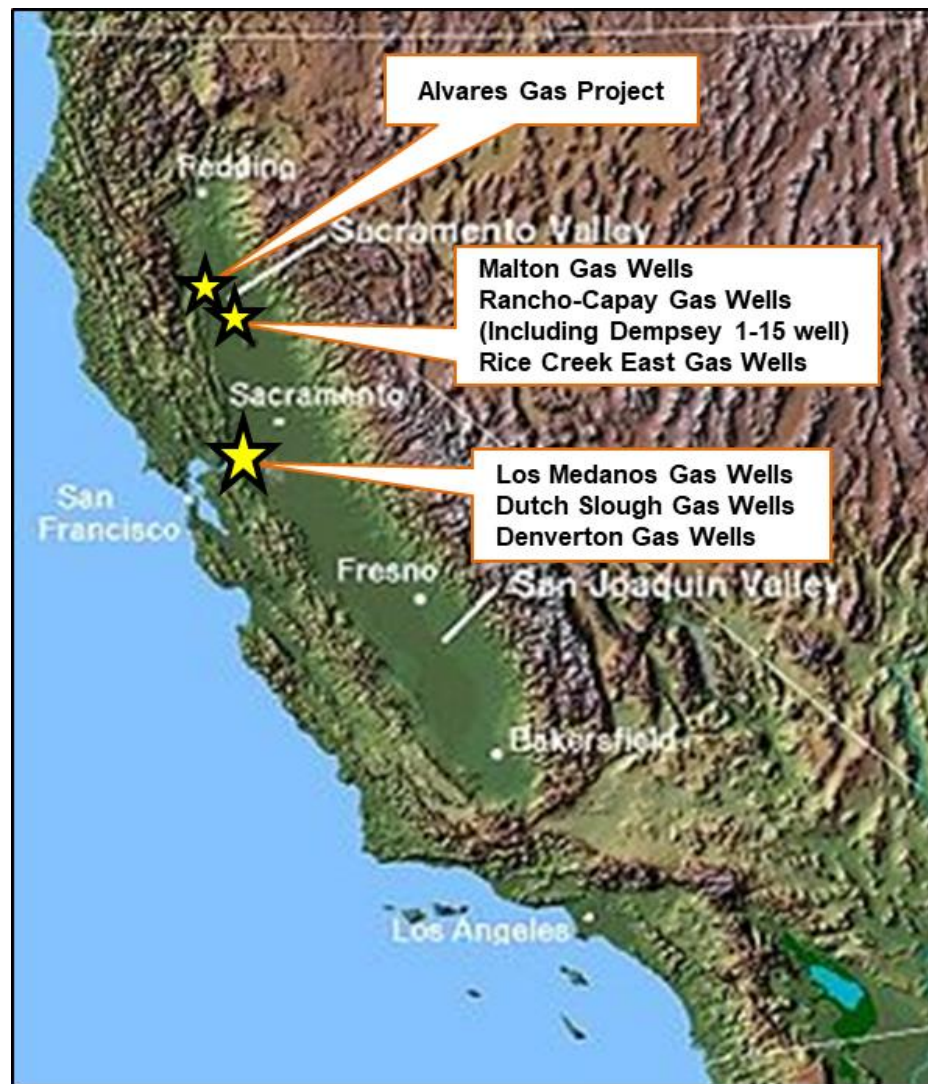 Alvares Gas Project
Redding
Sacramento Valley
Malton Gas Wells
Rancho-Capay Gas Wells
(Including Dempsey 1-15 well)
Rice Creek East Gas Wells
Sacramento
Los Medanos Gas Wells
Dutch Slough Gas Wells
Denverton Gas Wells
San
Francisco
Fresno
San Joaquin Valley
Bakersfield
Los Angeles